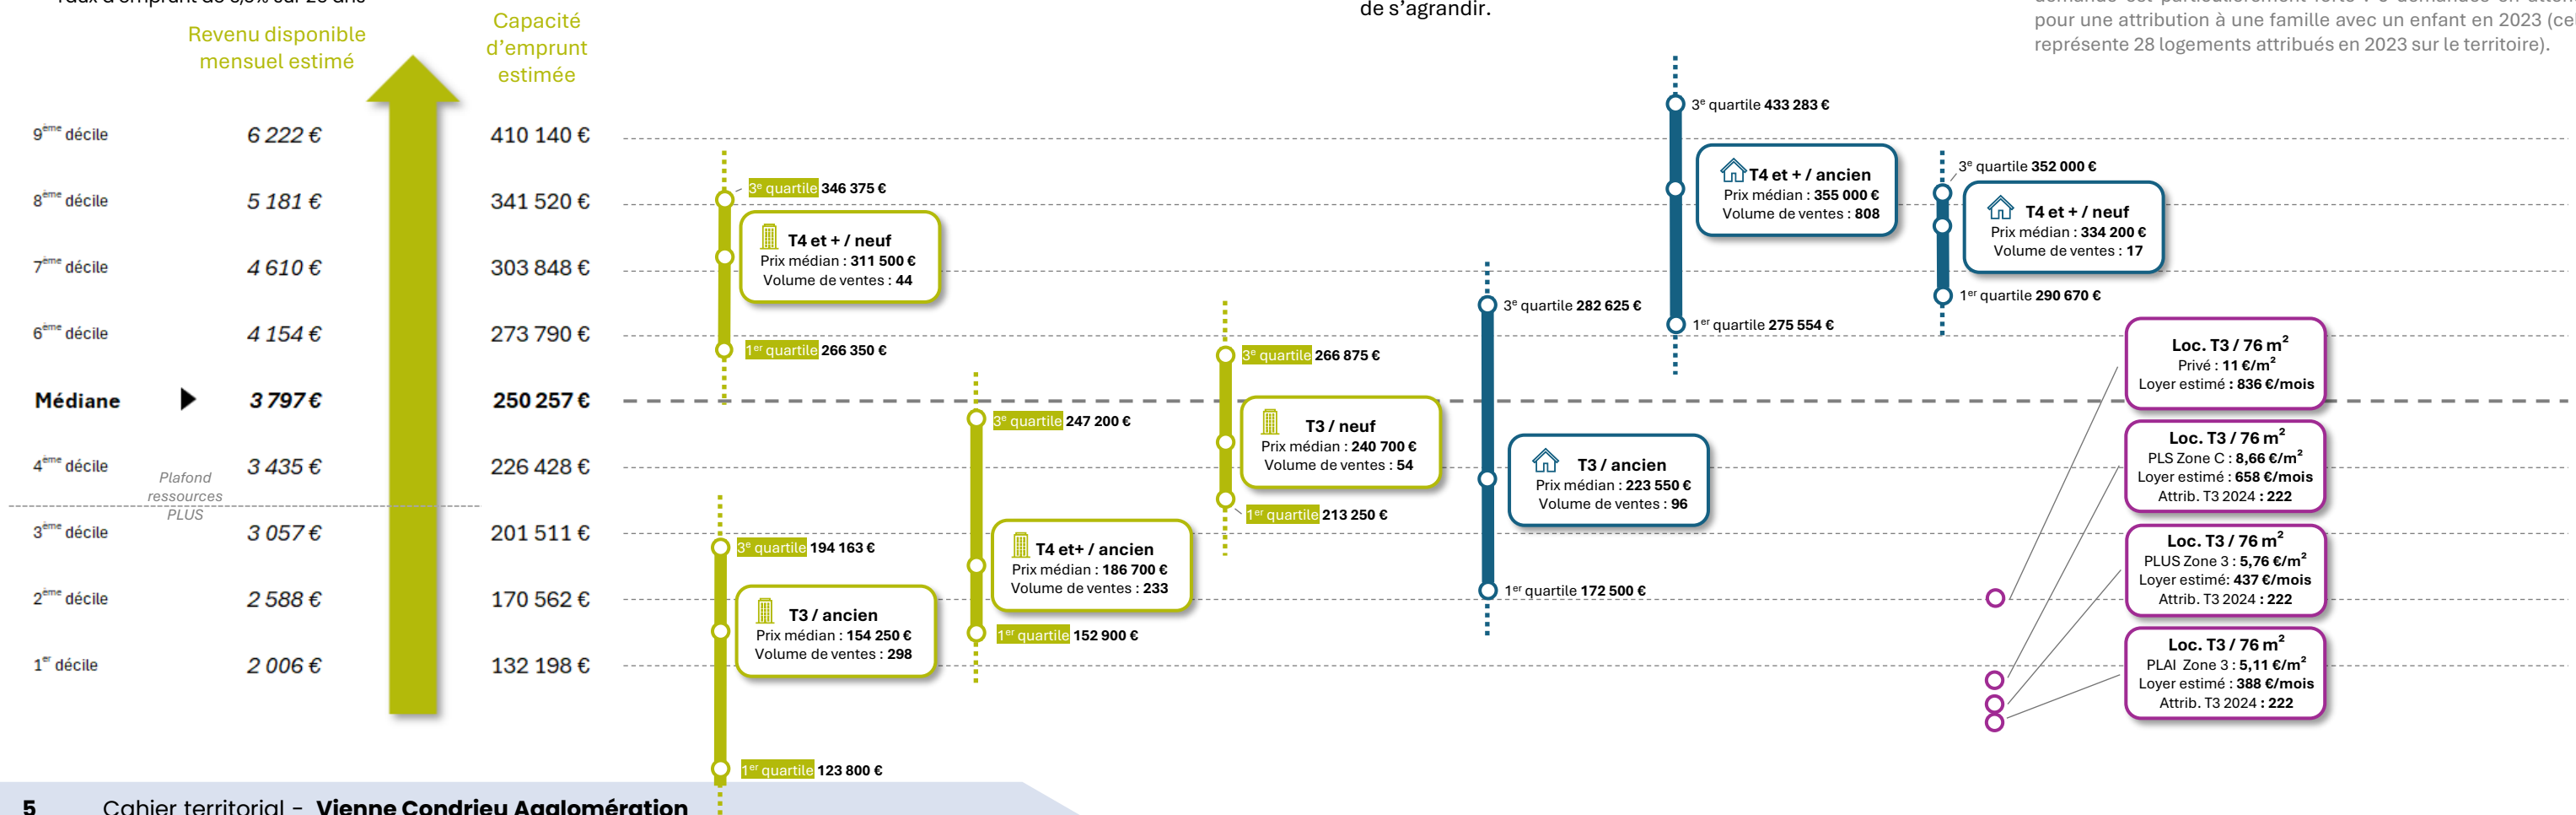 de s’agrandir.
pour une attribution à une famille avec un enfant en 2023 (cel
représente 28 logements attribués en 2023 sur le territoire).
Revenu disponible
mensuel estimé
Capacité
d’emprunt
estimée
9ème décile 6 222 € 410 140 €
8ème décile 5 181 € 341 520 €
7ème décile 4 610 € 303 848 €
6ème décile 4 154 € 273 790 €
Médiane 3 797 € 250 257 €
4ème décile 3 435 € 226 428 €
Plafond
ressources
PLUS
3ème décile 3 057 € 201 511 €
2ème décile 2 588 € 170 562 €
1er décile 2 006 € 132 198 €
3e quartile 346 375 €
T4 et + / neuf
Prix médian : 311 500 €
Volume de ventes : 44
1er quartile 266 350 €
3e quartile 194 163 €
T3 / ancien
Prix médian : 154 250 €
Volume de ventes : 298
1er quartile 123 800 €
3e quartile 247 200 €
T4 et+ / ancien
Prix médian : 186 700 €
Volume de ventes : 233
1er quartile 152 900 €
3e quartile 266 875 €
T3 / neuf
Prix médian : 240 700 €
Volume de ventes : 54
1er quartile 213 250 €
3e quartile 282 625 €
T3 / ancien
Prix médian : 223 550 €
Volume de ventes : 96
1er quartile 172 500 €
3e quartile 433 283 €
T4 et + / ancien
Prix médian : 355 000 €
Volume de ventes : 808
1er quartile 275 554 €
3e quartile 352 000 €
T4 et + / neuf
Prix médian : 334 200 €
Volume de ventes : 17
1er quartile 290 670 €
Loc. T3 / 76 m²
Privé : 11 €/m²
Loyer estimé : 836 €/mois
Loc. T3 / 76 m²
PLS Zone C : 8,66 €/m²
Loyer estimé : 658 €/mois
Attrib. T3 2024 : 222
Loc. T3 / 76 m²
PLUS Zone 3 : 5,76 €/m²
Loyer estimé: 437 €/mois
Attrib. T3 2024 : 222
Loc. T3 / 76 m²
PLAI Zone 3 : 5,11 €/m²
Loyer estimé : 388 €/mois
Attrib. T3 2024 : 222
5 Cahier territorial - Vienne Condrieu Agglomération